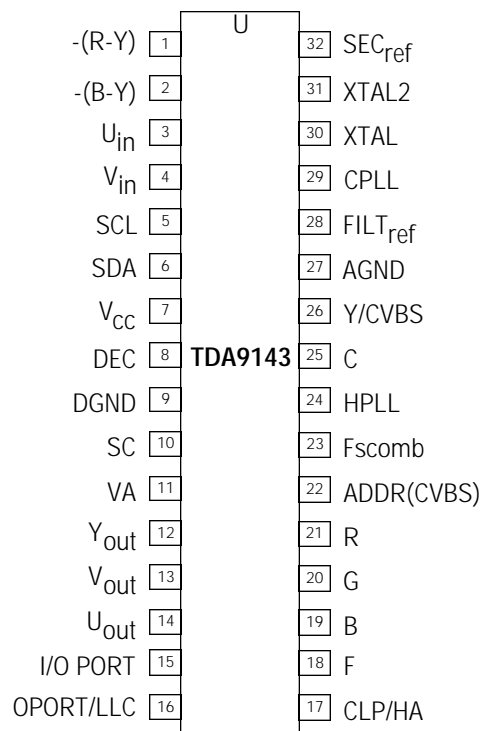 U
-(R-Y) 1 32 SECref
-(B-Y) 2 31 XTAL2
Uin 3 30 XTAL
Vin 4 29 CPLL
SCL 5 28 FILTref
SDA 6 27 AGND
VCC 7 26 Y/CVBS
DEC 8 TDA9143 25 C
DGND 9 24 HPLL
SC 10 23 Fscomb
VA 11 22 ADDR(CVBS)
Yout 12 21 R
Vout 13 20 G
Uout 14 19 B
I/O PORT 15 18 F
OPORT/LLC 16 17 CLP/HA